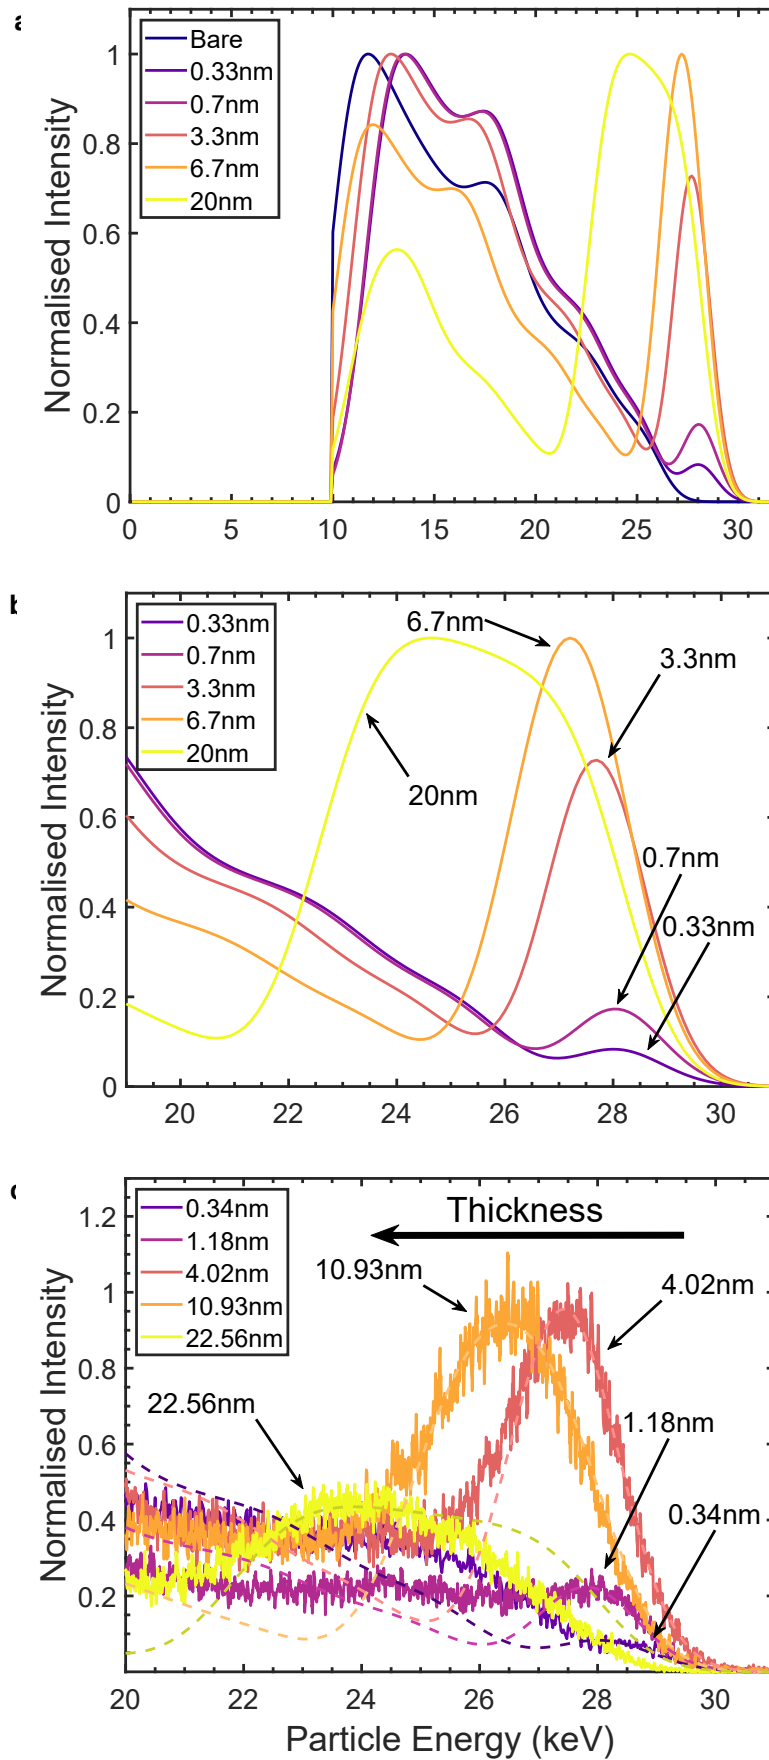 a
Normalised Intensity
1
0.8
0.6
0.4
0.2
0
Bare
0.33nm
0.7nm
3.3nm
6.7nm
20nm
0 5 10 15 20 25 30
b
Normalised Intensity
1
0.8
0.6
0.4
0.2
0
0.33nm
0.7nm
3.3nm
6.7nm
20nm
6.7nm
3.3nm
20nm
0.7nm
0.33nm
20 22 24 26 28 30
c
Normalised Intensity
1.2
1
0.8
0.6
0.4
0.2
0.34nm
1.18nm
4.02nm
10.93nm
22.56nm
Thickness
10.93nm
4.02nm
22.56nm
1.18nm
0.34nm
20 22 24 26 28 30
Particle Energy (keV)